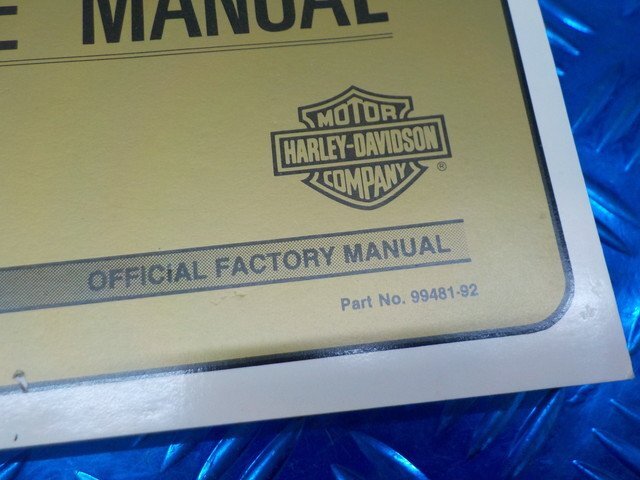 E MANUAL
MOTOR
HARLEY-DAVIDSON
COMPANY
®
OFFICIAL FACTORY MANUAL
Part No. 99481-92